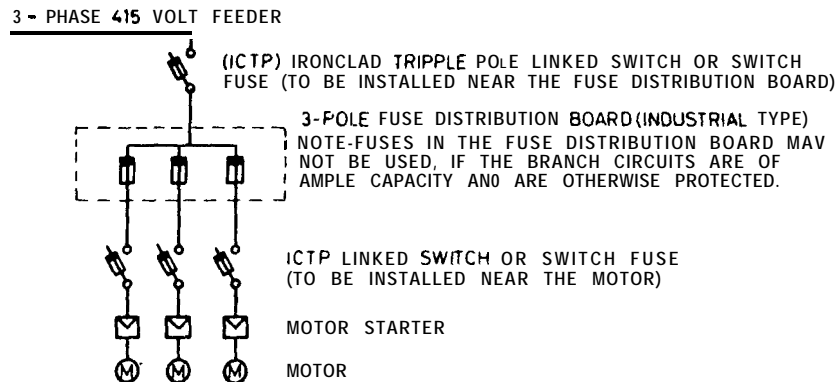 3 - PHASE 415 VOLT FEEDER
(ICTP) IRONCLAD TRIPPLE POLE LINKED SWITCH OR SWITCH
FUSE (TO BE INSTALLED NEAR THE FUSE DISTRIBUTION BOARD)
3-POLE FUSE DISTRIBUTION BOARD (INDUSTRIAL TYPE)
NOTE-FUSES IN THE FUSE DISTRIBUTION BOARD MAV
NOT BE USED, IF THE BRANCH CIRCUITS ARE OF
AMPLE CAPACITY AN0 ARE OTHERWISE PROTECTED.
ICTP LINKED SWITCH OR SWITCH FUSE
(TO BE INSTALLED NEAR THE MOTOR)
MOTOR STARTER
M M M MOTOR